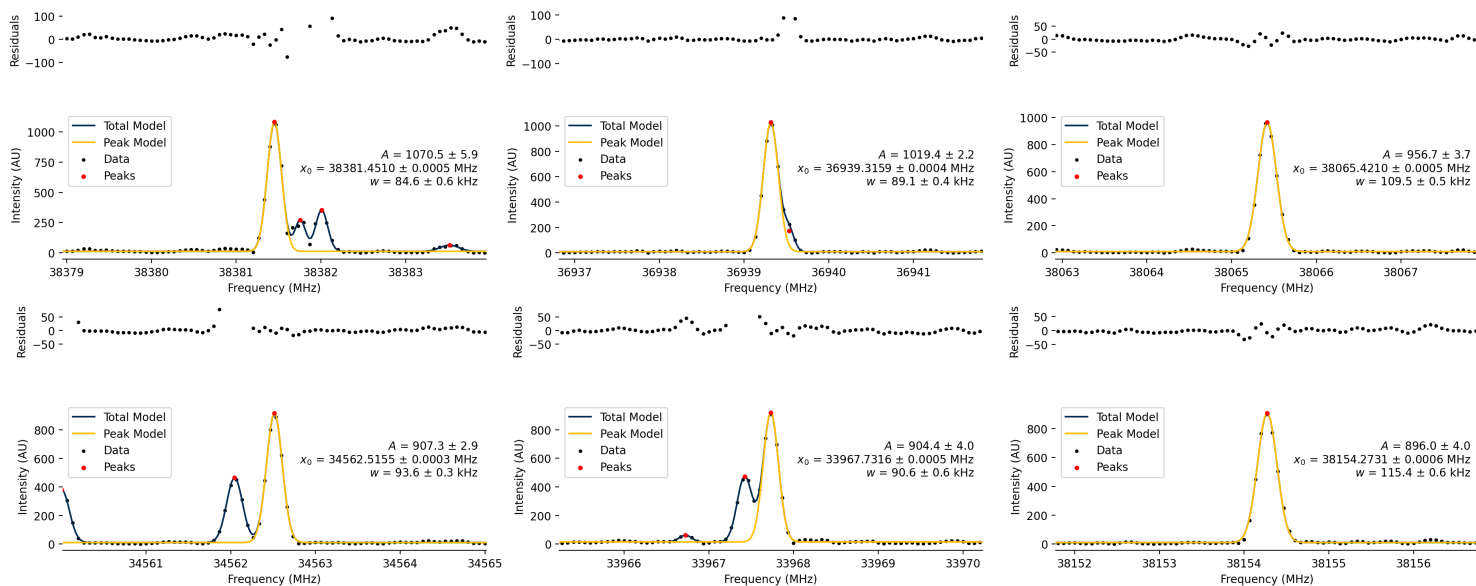 100
0
−100
Residuals
1000
750
500
250
0
Intensity (AU)
Total Model
Peak Model
Data
Peaks
A = 1070.5 ± 5.9
x₀ = 38381.4510 ± 0.0005 MHz
w = 84.6 ± 0.6 kHz
38379 38380 38381 38382 38383
Frequency (MHz)
100
0
−100
Residuals
1000
800
600
400
200
0
Intensity (AU)
Total Model
Peak Model
Data
Peaks
A = 1019.4 ± 2.2
x₀ = 36939.3159 ± 0.0004 MHz
w = 89.1 ± 0.4 kHz
36937 36938 36939 36940 36941
Frequency (MHz)
50
0
−50
Residuals
1000
800
600
400
200
0
Intensity (AU)
Total Model
Peak Model
Data
Peaks
A = 956.7 ± 3.7
x₀ = 38065.4210 ± 0.0005 MHz
w = 109.5 ± 0.5 kHz
38063 38064 38065 38066 38067
Frequency (MHz)
50
0
−50
Residuals
800
600
400
200
0
Intensity (AU)
Total Model
Peak Model
Data
Peaks
A = 907.3 ± 2.9
x₀ = 34562.5155 ± 0.0003 MHz
w = 93.6 ± 0.3 kHz
34561 34562 34563 34564 34565
Frequency (MHz)
50
0
−50
Residuals
800
600
400
200
0
Intensity (AU)
Total Model
Peak Model
Data
Peaks
A = 904.4 ± 4.0
x₀ = 33967.7316 ± 0.0005 MHz
w = 90.6 ± 0.6 kHz
33966 33967 33968 33969 33970
Frequency (MHz)
50
0
−50
Residuals
800
600
400
200
0
Intensity (AU)
Total Model
Peak Model
Data
Peaks
A = 896.0 ± 4.0
x₀ = 38154.2731 ± 0.0006 MHz
w = 115.4 ± 0.6 kHz
38152 38153 38154 38155 38156
Frequency (MHz)